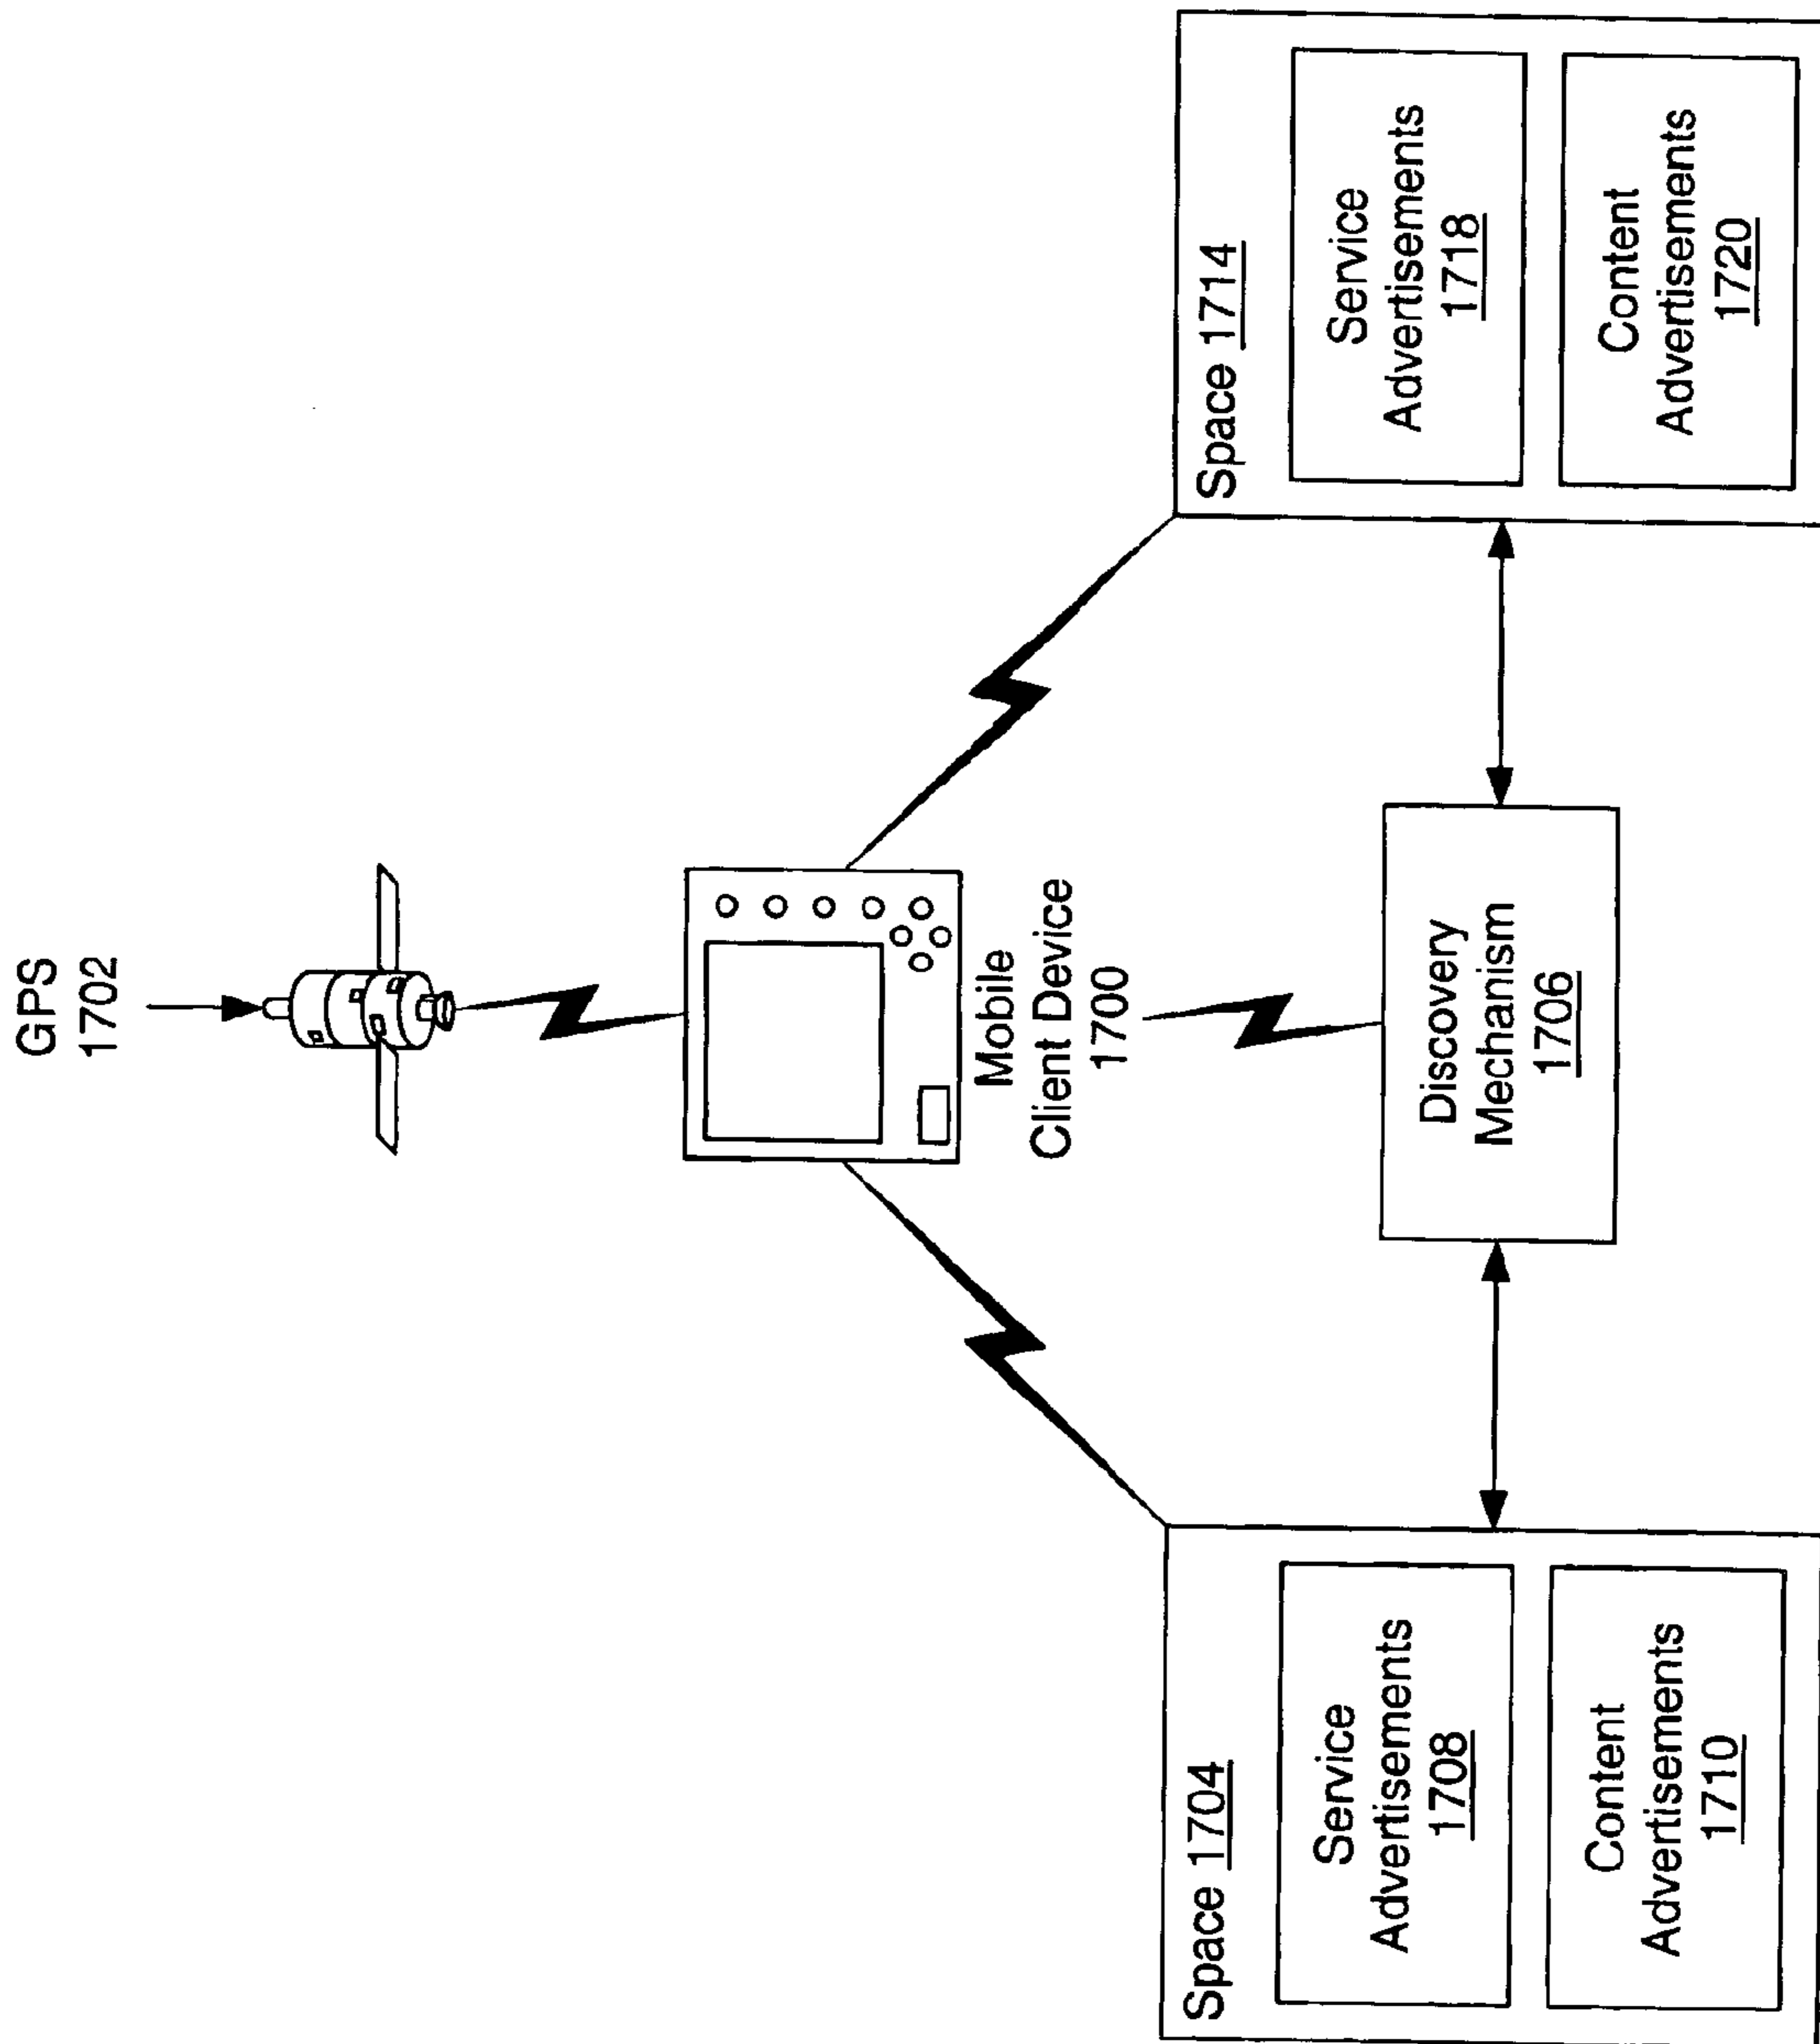 GPS
1702
Mobile
Client Device
1700
Discovery
Mechanism
1706
Space 1704
Service
Advertisements
1708
Content
Advertisements
1710
Space 1714
Service
Advertisements
1718
Content
Advertisements
1720